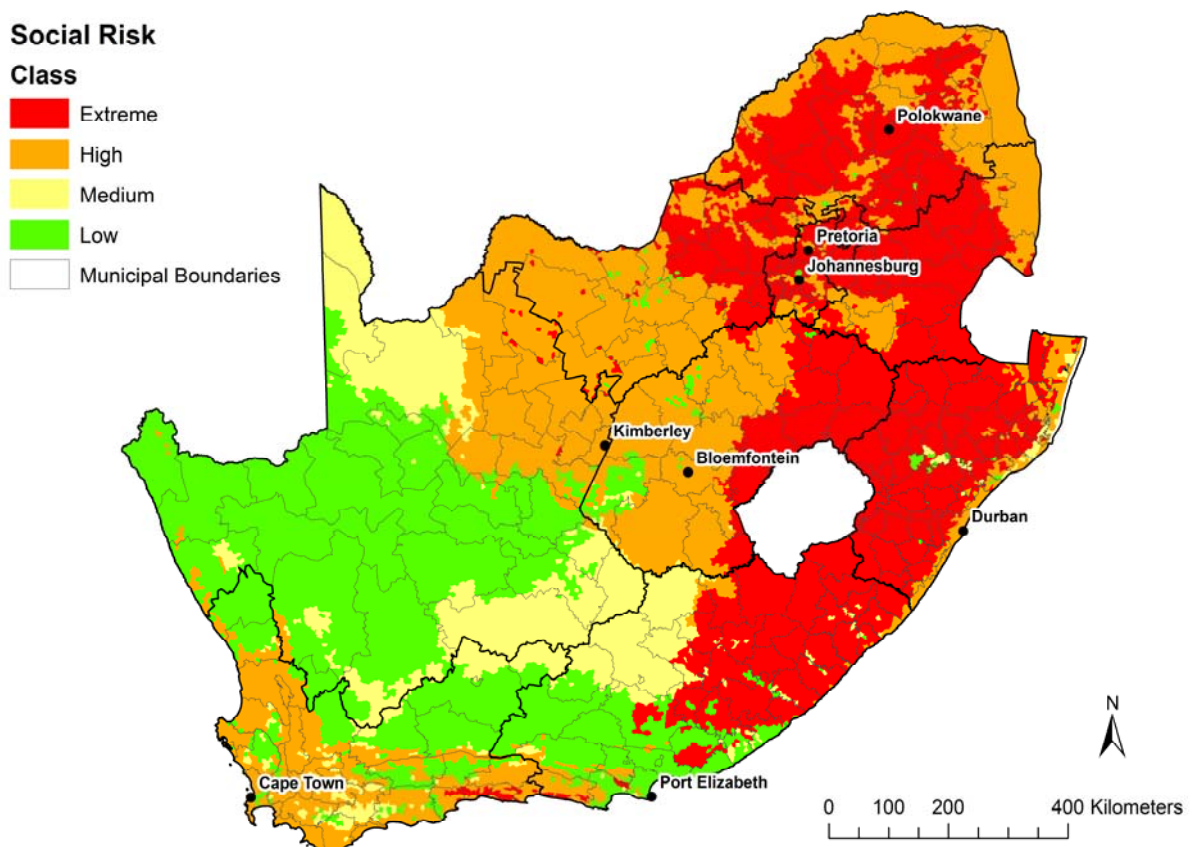 Social Risk
Class
Extreme
High
Medium
Low
Municipal Boundaries
Polokwane
Pretoria
Johannesburg
Kimberley
Bloemfontein
Durban
Cape Town
Port Elizabeth
N
0 100 200 400 Kilometers